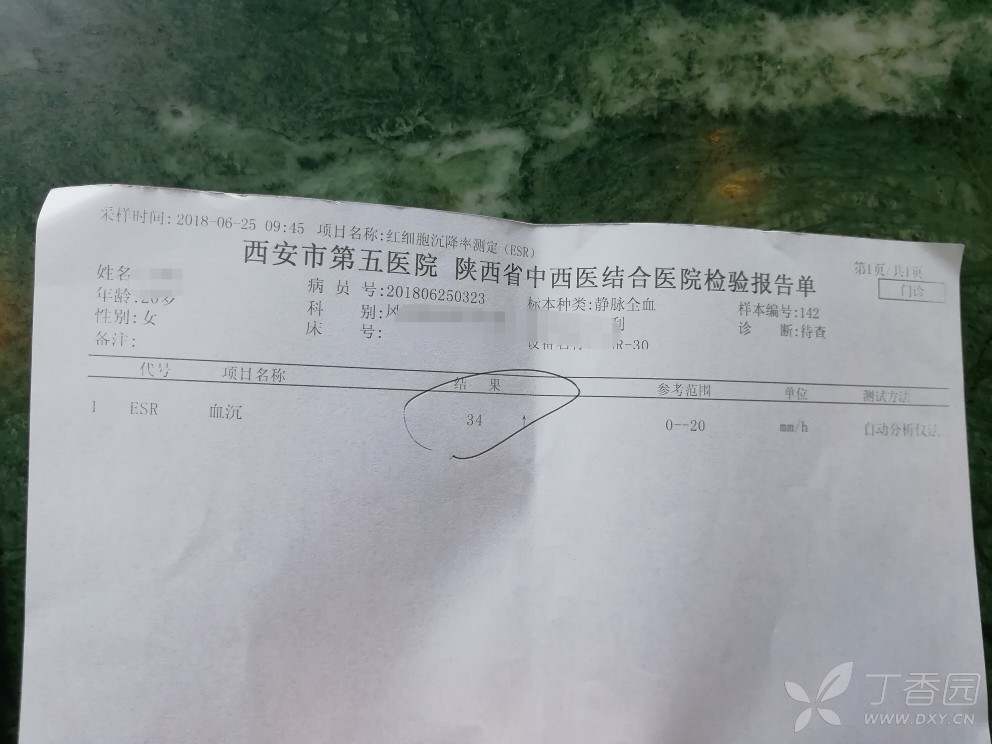 采样时间: 2018-06-25 09:45 项目名称:红细胞沉降率测定(ESR)
西安市第五医院 陕西省中西医结合医院检验报告单
第1页/共1页
门诊
姓名
病员号:201806250323 标本种类:静脉全血 样本编号:142
年龄:
科别: 诊断:待查
性别:女
床号: R-30
备注:
代号 项目名称 结果 参考范围 单位 测试方法
1 ESR 血沉 34 ↑ 0--20 mm/h 自动分析仪法
丁香园
WWW.DXY.CN